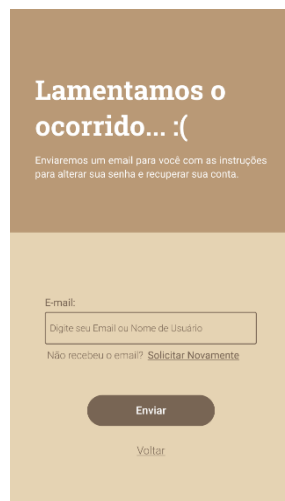 Lamentamos o
ocorrido... :(
Enviaremos um email para você com as instruções
para alterar sua senha e recuperar sua conta.
E-mail:
Digite seu Email ou Nome de Usuário
Não recebeu o email? Solicitar Novamente
Enviar
Voltar